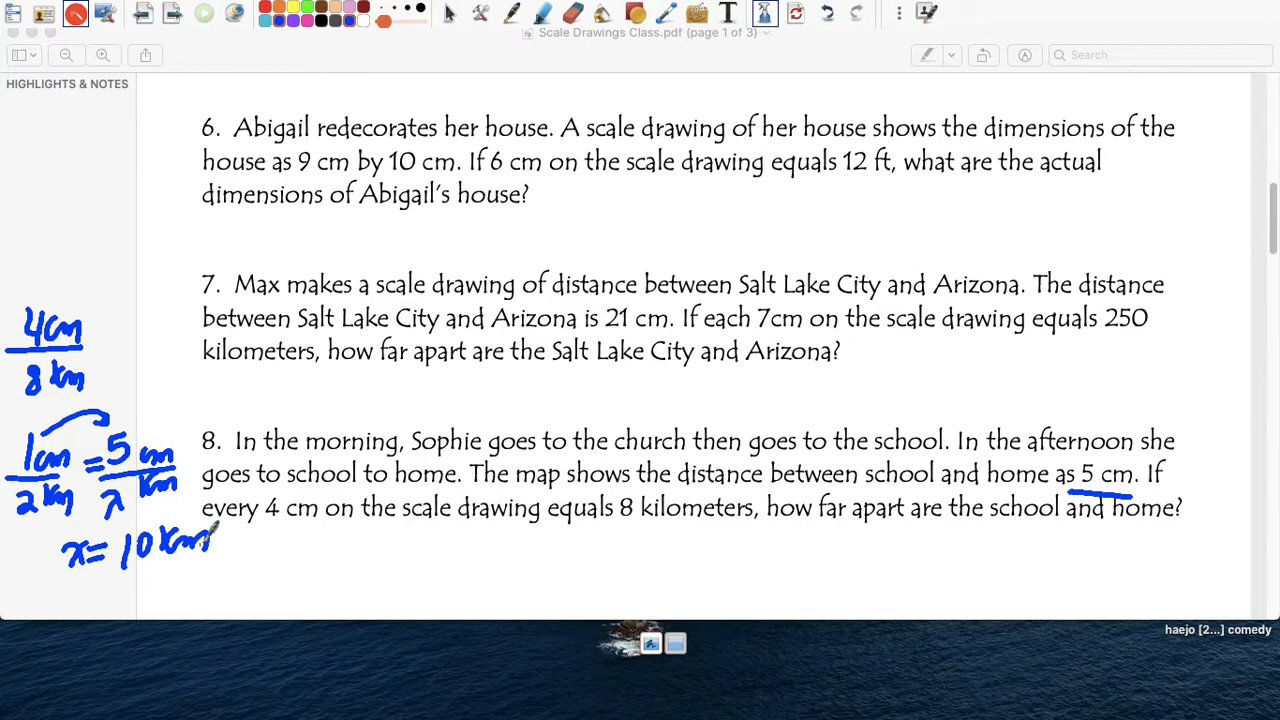 Scale Drawings Class.pdf (page 1 of 3)
Search
HIGHLIGHTS & NOTES
6. Abigail redecorates her house. A scale drawing of her house shows the dimensions of the
house as 9 cm by 10 cm. If 6 cm on the scale drawing equals 12 ft, what are the actual
dimensions of Abigail's house?
7. Max makes a scale drawing of distance between Salt Lake City and Arizona. The distance
between Salt Lake City and Arizona is 21 cm. If each 7cm on the scale drawing equals 250
kilometers, how far apart are the Salt Lake City and Arizona?
4cm
8 km
8. In the morning, Sophie goes to the church then goes to the school. In the afternoon she
goes to school to home. The map shows the distance between school and home as 5 cm. If
every 4 cm on the scale drawing equals 8 kilometers, how far apart are the school and home?
1cm = 5 cm
2 km x km
x = 10 km
haejo [2...] comedy